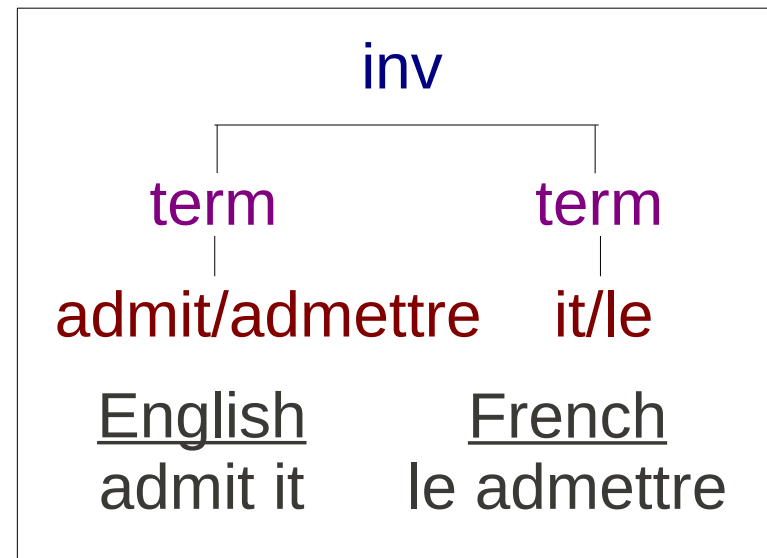 inv
term term
admit/admettre it/le
English French
admit it le admettre